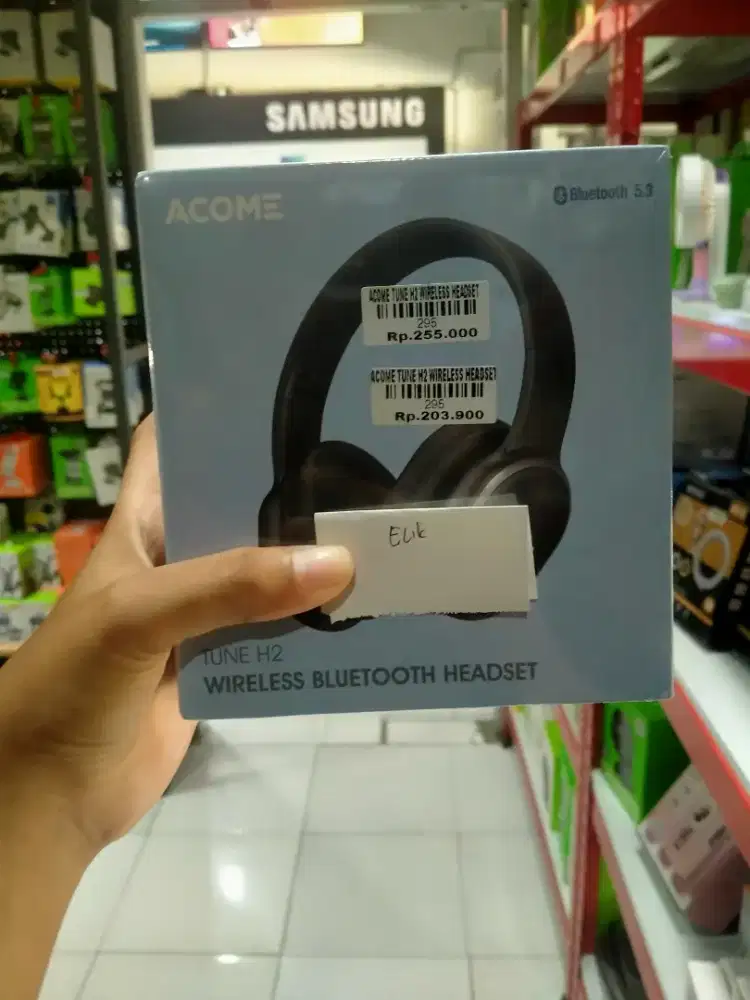 SAMSUNG
ACOME
Bluetooth 5.3
ACOME TUNE H2 WIRELESS HEADSET
295
Rp.255.000
ACOME TUNE H2 WIRELESS HEADSET
295
Rp.203.900
Elik
TUNE H2
WIRELESS BLUETOOTH HEADSET